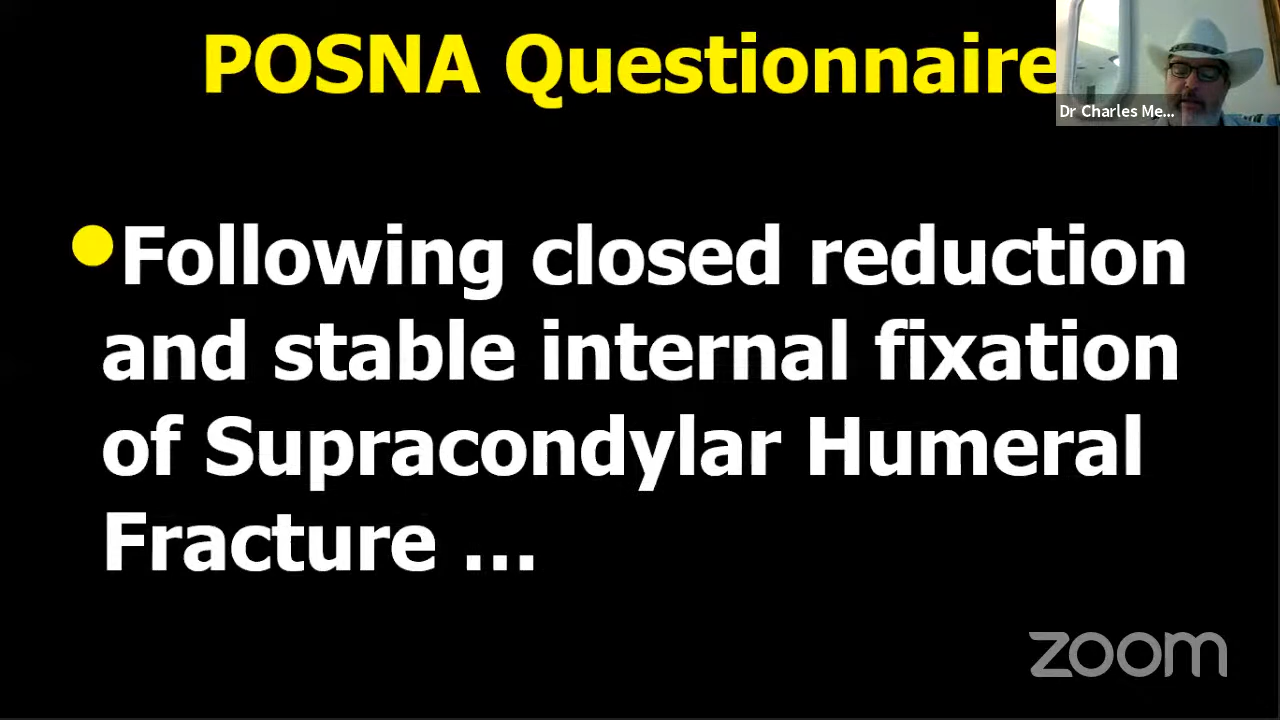 POSNA Questionnaire
Dr Charles Me...
•Following closed reduction
and stable internal fixation
of Supracondylar Humeral
Fracture ...
zoom